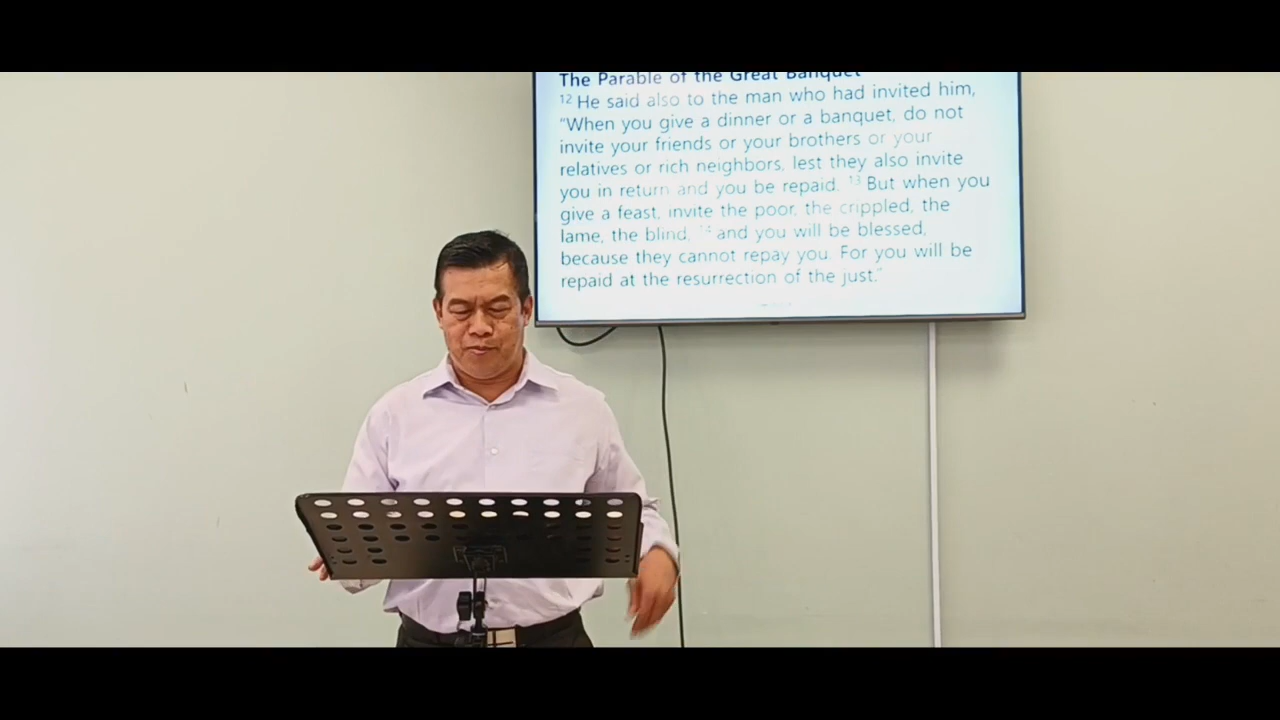 The Parable of the Great Banquet
12 He said also to the man who had invited him,
“When you give a dinner or a banquet, do not
invite your friends or your brothers or your
relatives or rich neighbors, lest they also invite
you in return and you be repaid. 13 But when you
give a feast, invite the poor, the crippled, the
lame, the blind, 14 and you will be blessed,
because they cannot repay you. For you will be
repaid at the resurrection of the just.”